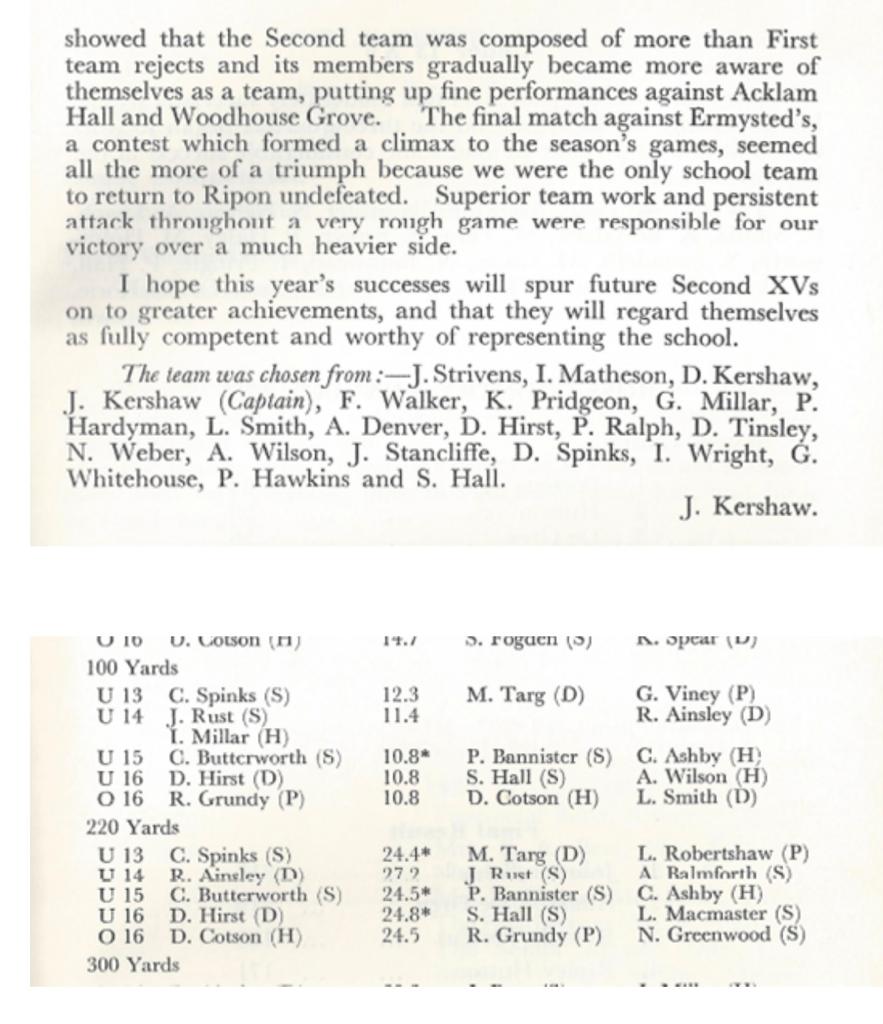 showed that the Second team was composed of more than First
team rejects and its members gradually became more aware of
themselves as a team, putting up fine performances against Acklam
Hall and Woodhouse Grove. The final match against Ermysted's,
a contest which formed a climax to the season's games, seemed
all the more of a triumph because we were the only school team
to return to Ripon undefeated. Superior team work and persistent
attack throughout a very rough game were responsible for our
victory over a much heavier side.
I hope this year's successes will spur future Second XVs
on to greater achievements, and that they will regard themselves
as fully competent and worthy of representing the school.
The team was chosen from:—J. Strivens, I. Matheson, D. Kershaw,
J. Kershaw (Captain), F. Walker, K. Pridgeon, G. Millar, P.
Hardyman, L. Smith, A. Denver, D. Hirst, P. Ralph, D. Tinsley,
N. Weber, A. Wilson, J. Stancliffe, D. Spinks, I. Wright, G.
Whitehouse, P. Hawkins and S. Hall.
J. Kershaw.
O 16 D. Cotson (H) 14.7 S. Fogden (S) K. Spear (D)
100 Yards
U 13 C. Spinks (S) 12.3 M. Targ (D) G. Viney (P)
U 14 J. Rust (S) 11.4 R. Ainsley (D)
I. Millar (H)
U 15 C. Butterworth (S) 10.8* P. Bannister (S) C. Ashby (H)
U 16 D. Hirst (D) 10.8 S. Hall (S) A. Wilson (H)
O 16 R. Grundy (P) 10.8 D. Cotson (H) L. Smith (D)
220 Yards
U 13 C. Spinks (S) 24.4* M. Targ (D) L. Robertshaw (P)
U 14 R. Ainsley (D) 27.2 J. Rust (S) A. Balmforth (S)
U 15 C. Butterworth (S) 24.5* P. Bannister (S) C. Ashby (H)
U 16 D. Hirst (D) 24.8* S. Hall (S) L. Macmaster (S)
O 16 D. Cotson (H) 24.5 R. Grundy (P) N. Greenwood (S)
300 Yards